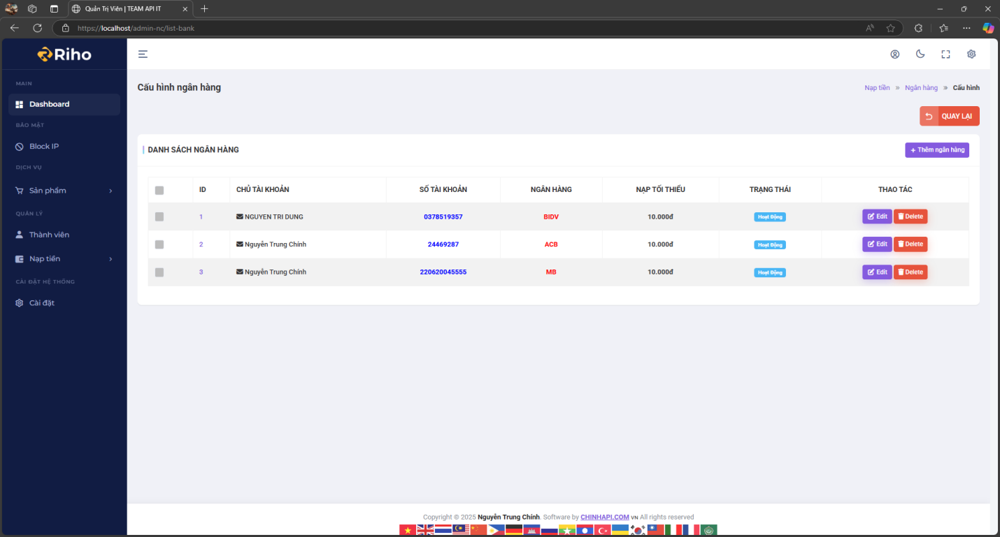 Quản Trị Viên | TEAM API IT
https://localhost/admin-nc/list-bank
Riho
MAIN
Dashboard
BẢO MẬT
Block IP
DỊCH VỤ
Sản phẩm
QUẢN LÝ
Thành viên
Nạp tiền
CÀI ĐẶT HỆ THỐNG
Cài đặt
Cấu hình ngân hàng
Nạp tiền » Ngân hàng » Cấu hình
QUAY LẠI
DANH SÁCH NGÂN HÀNG
+ Thêm ngân hàng
ID CHỦ TÀI KHOẢN SỐ TÀI KHOẢN NGÂN HÀNG NẠP TỐI THIỂU TRẠNG THÁI THAO TÁC
1 NGUYEN TRI DUNG 0378519357 BIDV 10.000đ Hoạt Động Edit Delete
2 Nguyễn Trung Chính 24469287 ACB 10.000đ Hoạt Động Edit Delete
3 Nguyễn Trung Chính 220620045555 MB 10.000đ Hoạt Động Edit Delete
Copyright © 2025 Nguyễn Trung Chính. Software by CHINHAPI.COM VN All rights reserved